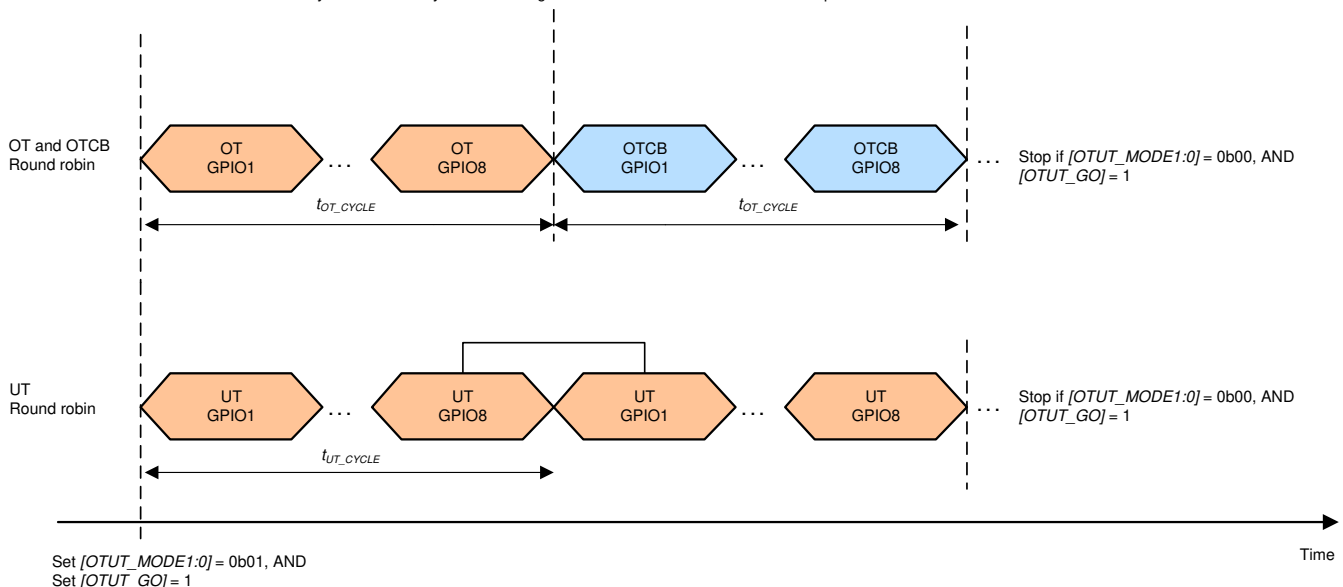 OT and OTCB
Round robin
OT
GPIO1
...
OT
GPIO8
OTCB
GPIO1
...
OTCB
GPIO8
... Stop if [OTUT_MODE1:0] = 0b00, AND
[OTUT_GO] = 1
tOT_CYCLE
tOT_CYCLE
UT
Round robin
UT
GPIO1
...
UT
GPIO8
UT
GPIO1
...
UT
GPIO8
... Stop if [OTUT_MODE1:0] = 0b00, AND
[OTUT_GO] = 1
tUT_CYCLE
Time
Set [OTUT_MODE1:0] = 0b01, AND
Set [OTUT_GO] = 1